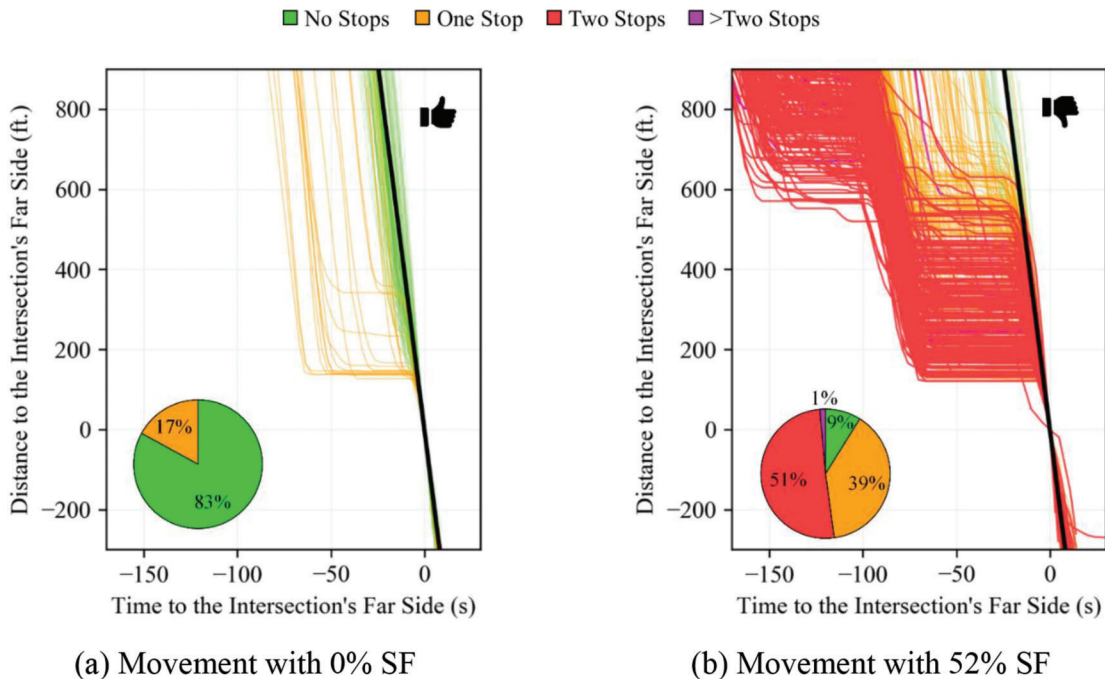 No Stops One Stop Two Stops >Two Stops
Distance to the Intersection's Far Side (ft.)
800
600
400
200
0
−200
17%
83%
−150 −100 −50 0
Time to the Intersection's Far Side (s)
(a) Movement with 0% SF
Distance to the Intersection's Far Side (ft.)
800
600
400
200
0
−200
1%
9%
51%
39%
−150 −100 −50 0
Time to the Intersection's Far Side (s)
(b) Movement with 52% SF